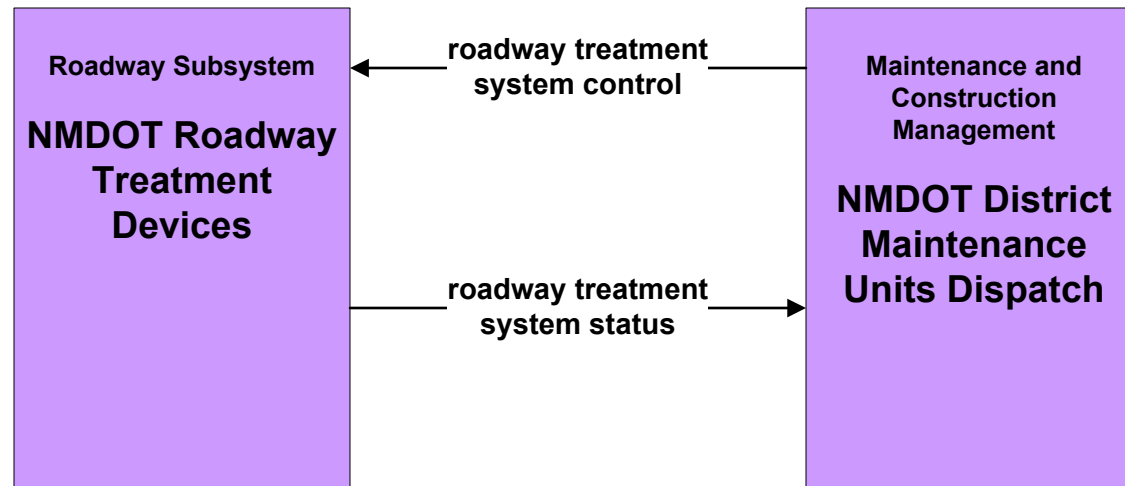 Roadway Subsystem
NMDOT Roadway
Treatment
Devices
roadway treatment
system control
roadway treatment
system status
Maintenance and
Construction
Management
NMDOT District
Maintenance
Units Dispatch